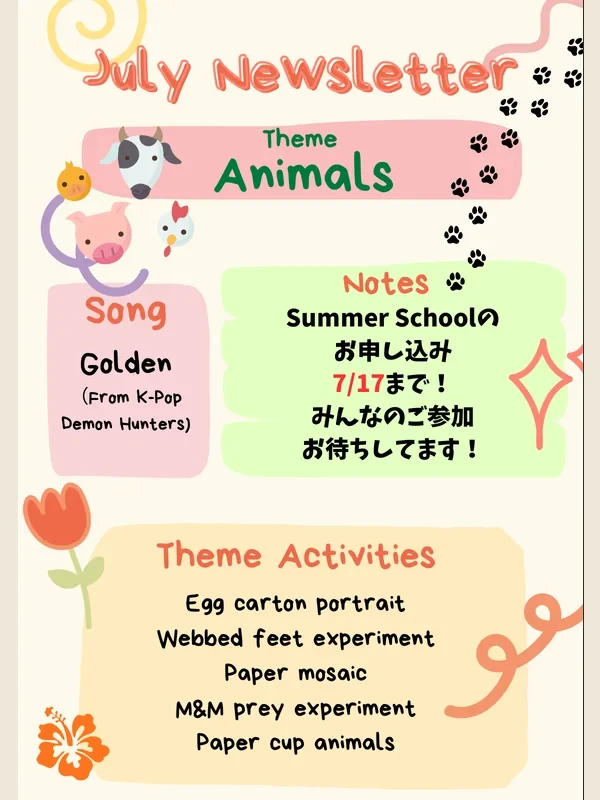 July Newsletter
Theme
Animals
Song
Golden
(From K-Pop
Demon Hunters)
Notes
Summer Schoolの
お申し込み
7/17まで！
みんなのご参加
お待ちしてます！
Theme Activities
Egg carton portrait
Webbed feet experiment
Paper mosaic
M&M prey experiment
Paper cup animals